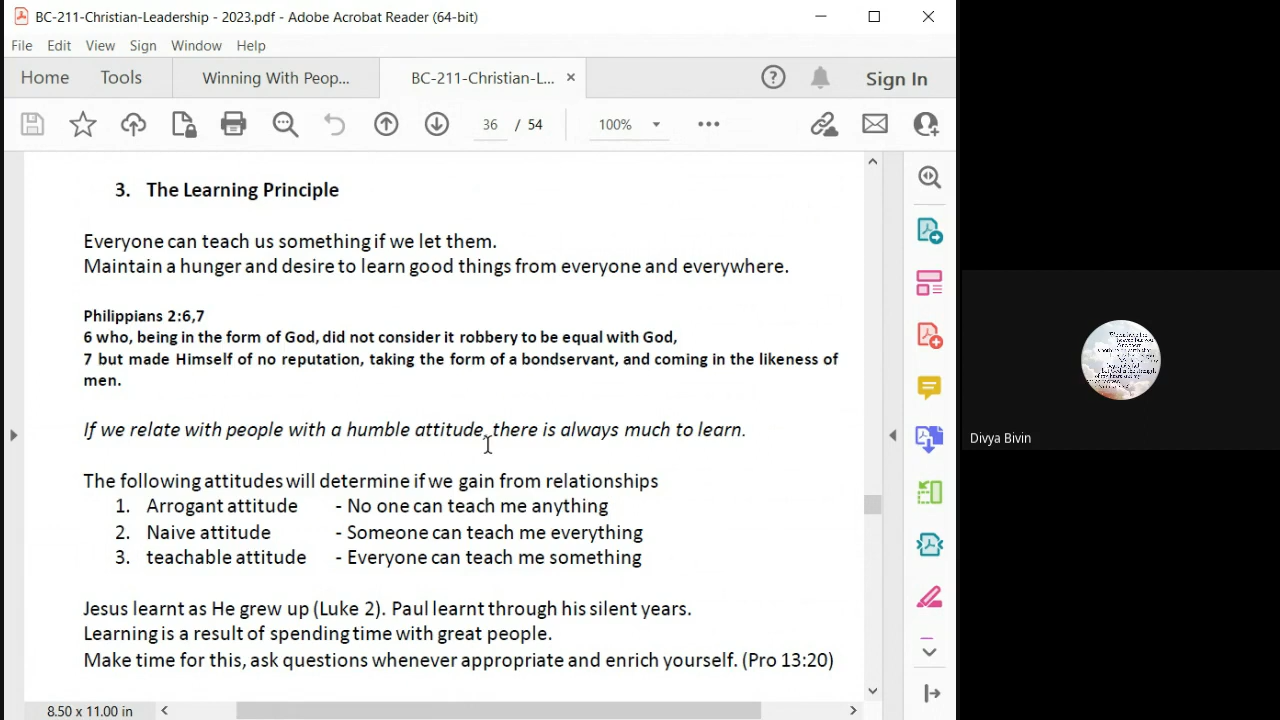 BC-211-Christian-Leadership - 2023.pdf - Adobe Acrobat Reader (64-bit)
File Edit View Sign Window Help
Home Tools Winning With Peop... BC-211-Christian-L... Sign In
36 / 54 100%
3. The Learning Principle
Everyone can teach us something if we let them.
Maintain a hunger and desire to learn good things from everyone and everywhere.
Philippians 2:6,7
6 who, being in the form of God, did not consider it robbery to be equal with God,
7 but made Himself of no reputation, taking the form of a bondservant, and coming in the likeness of
men.
If we relate with people with a humble attitude, there is always much to learn.
The following attitudes will determine if we gain from relationships
1. Arrogant attitude - No one can teach me anything
2. Naive attitude - Someone can teach me everything
3. teachable attitude - Everyone can teach me something
Jesus learnt as He grew up (Luke 2). Paul learnt through his silent years.
Learning is a result of spending time with great people.
Make time for this, ask questions whenever appropriate and enrich yourself. (Pro 13:20)
8.50 x 11.00 in
Divya Bivin